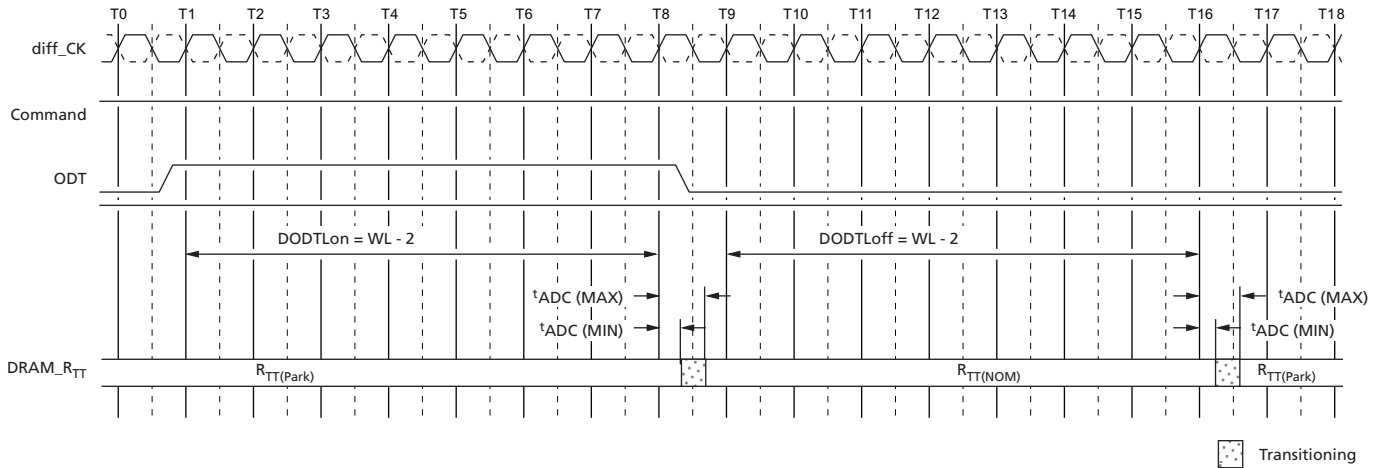 T0 T1 T2 T3 T4 T5 T6 T7 T8 T9 T10 T11 T12 T13 T14 T15 T16 T17 T18
diff_CK
Command
ODT
DODTLon = WL - 2 DODTLoff = WL - 2
tADC (MAX) tADC (MAX)
tADC (MIN) tADC (MIN)
DRAM_RTT RTT(Park) RTT(NOM) RTT(Park)
Transitioning